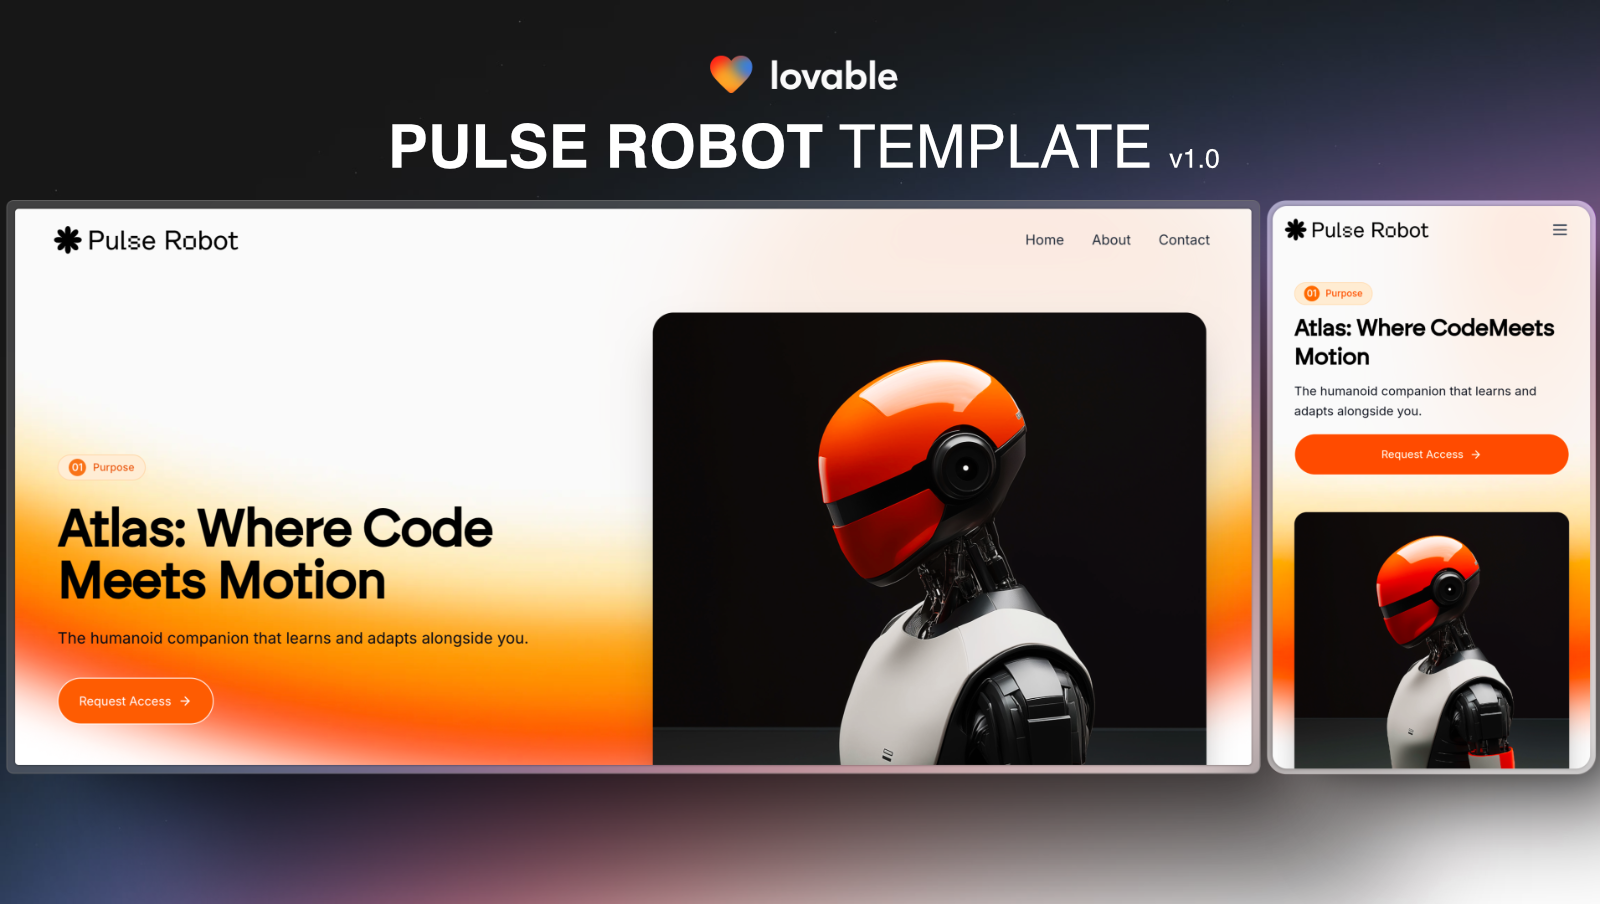 lovable
PULSE ROBOT TEMPLATE v1.0
Pulse Robot
Home About Contact
01 Purpose
Atlas: Where Code
Meets Motion
The humanoid companion that learns and adapts alongside you.
Request Access →
Pulse Robot
01 Purpose
Atlas: Where CodeMeets
Motion
The humanoid companion that learns and
adapts alongside you.
Request Access →